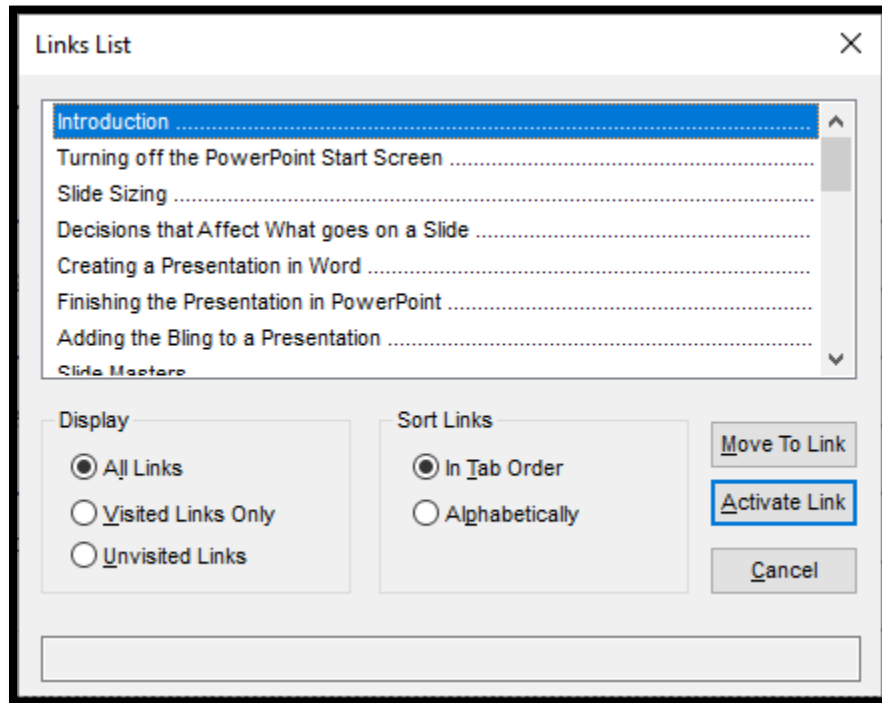 Links List
Introduction ........................................................................
Turning off the PowerPoint Start Screen ........................................................................
Slide Sizing ........................................................................
Decisions that Affect What goes on a Slide ........................................................................
Creating a Presentation in Word ........................................................................
Finishing the Presentation in PowerPoint ........................................................................
Adding the Bling to a Presentation ........................................................................
Slide Masters
Display
All Links
Visited Links Only
Unvisited Links
Sort Links
In Tab Order
Alphabetically
Move To Link
Activate Link
Cancel